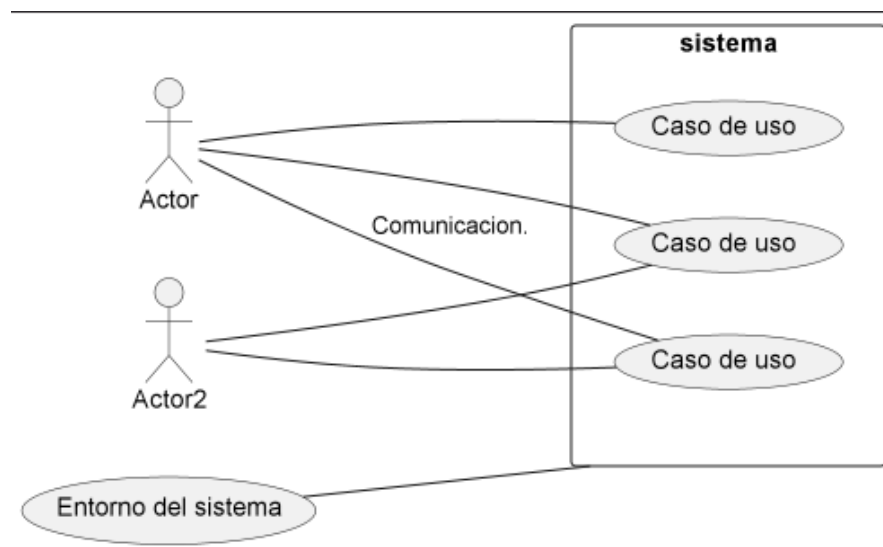 sistema
Caso de uso
Actor
Comunicacion.
Caso de uso
Caso de uso
Actor2
Entorno del sistema